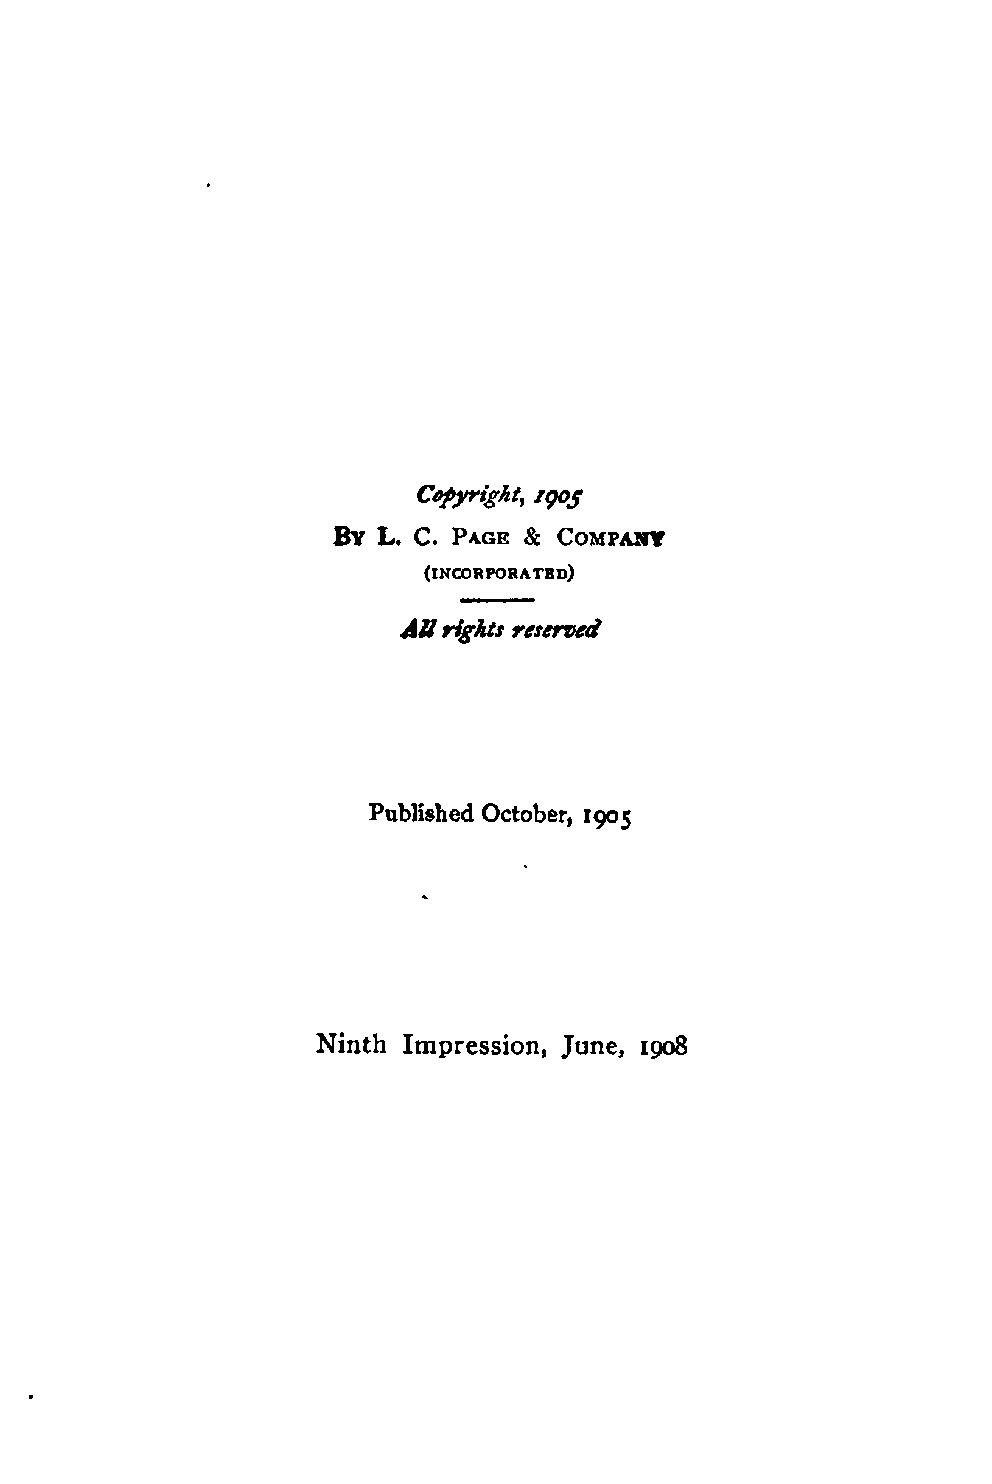 Copyright, 1905
By L. C. Page & Company
(INCORPORATED)
All rights reserved
Published October, 1905
Ninth Impression, June, 1908